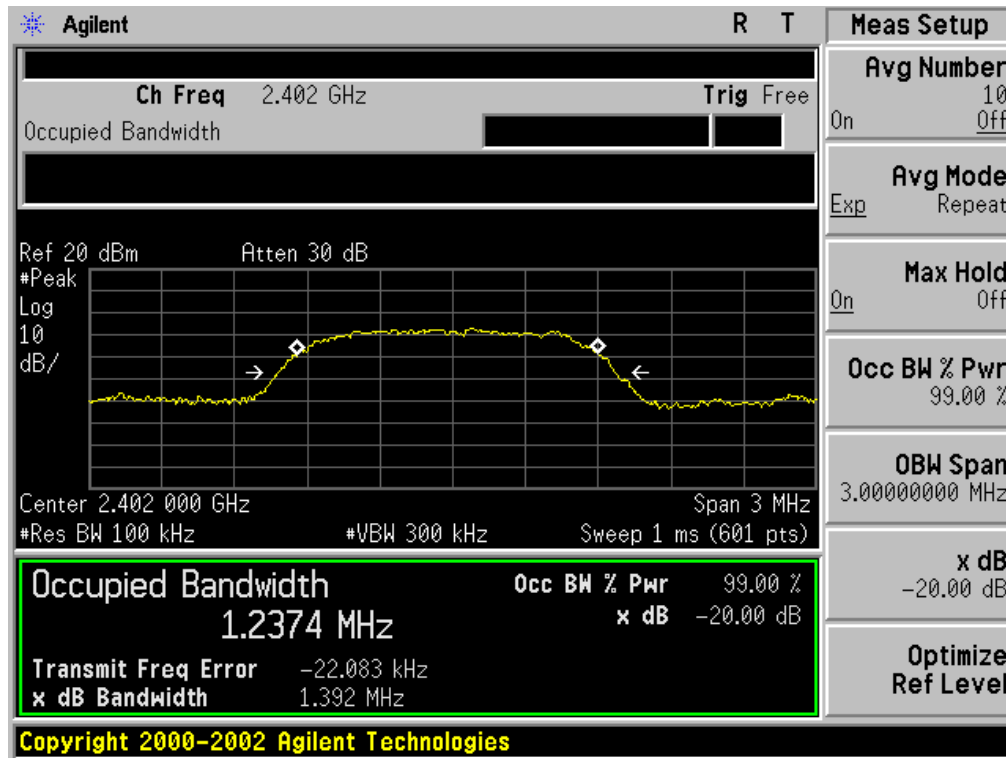 Agilent R T
Ch Freq 2.402 GHz Trig Free
Occupied Bandwidth
Ref 20 dBm Atten 30 dB
#Peak
Log
10
dB/
Center 2.402 000 GHz Span 3 MHz
#Res BW 100 kHz #VBW 300 kHz Sweep 1 ms (601 pts)
Occupied Bandwidth Occ BW % Pwr 99.00 %
1.2374 MHz x dB -20.00 dB
Transmit Freq Error -22.083 kHz
x dB Bandwidth 1.392 MHz
Copyright 2000-2002 Agilent Technologies
Meas Setup
Avg Number
10
On Off
Avg Mode
Exp Repeat
Max Hold
On Off
Occ BW % Pwr
99.00 %
OBW Span
3.00000000 MHz
x dB
-20.00 dB
Optimize
Ref Level